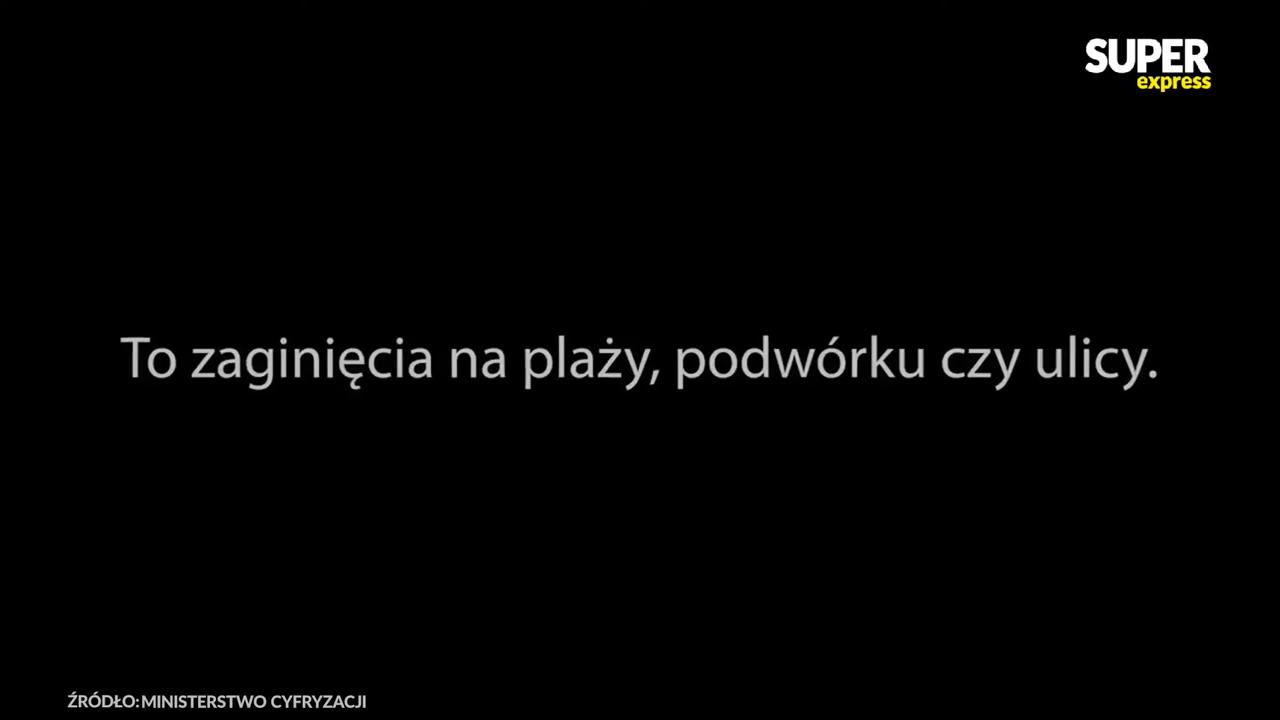 SUPER
express
To zaginięcia na plaży, podwórku czy ulicy.
ŹRÓDŁO: MINISTERSTWO CYFRYZACJI